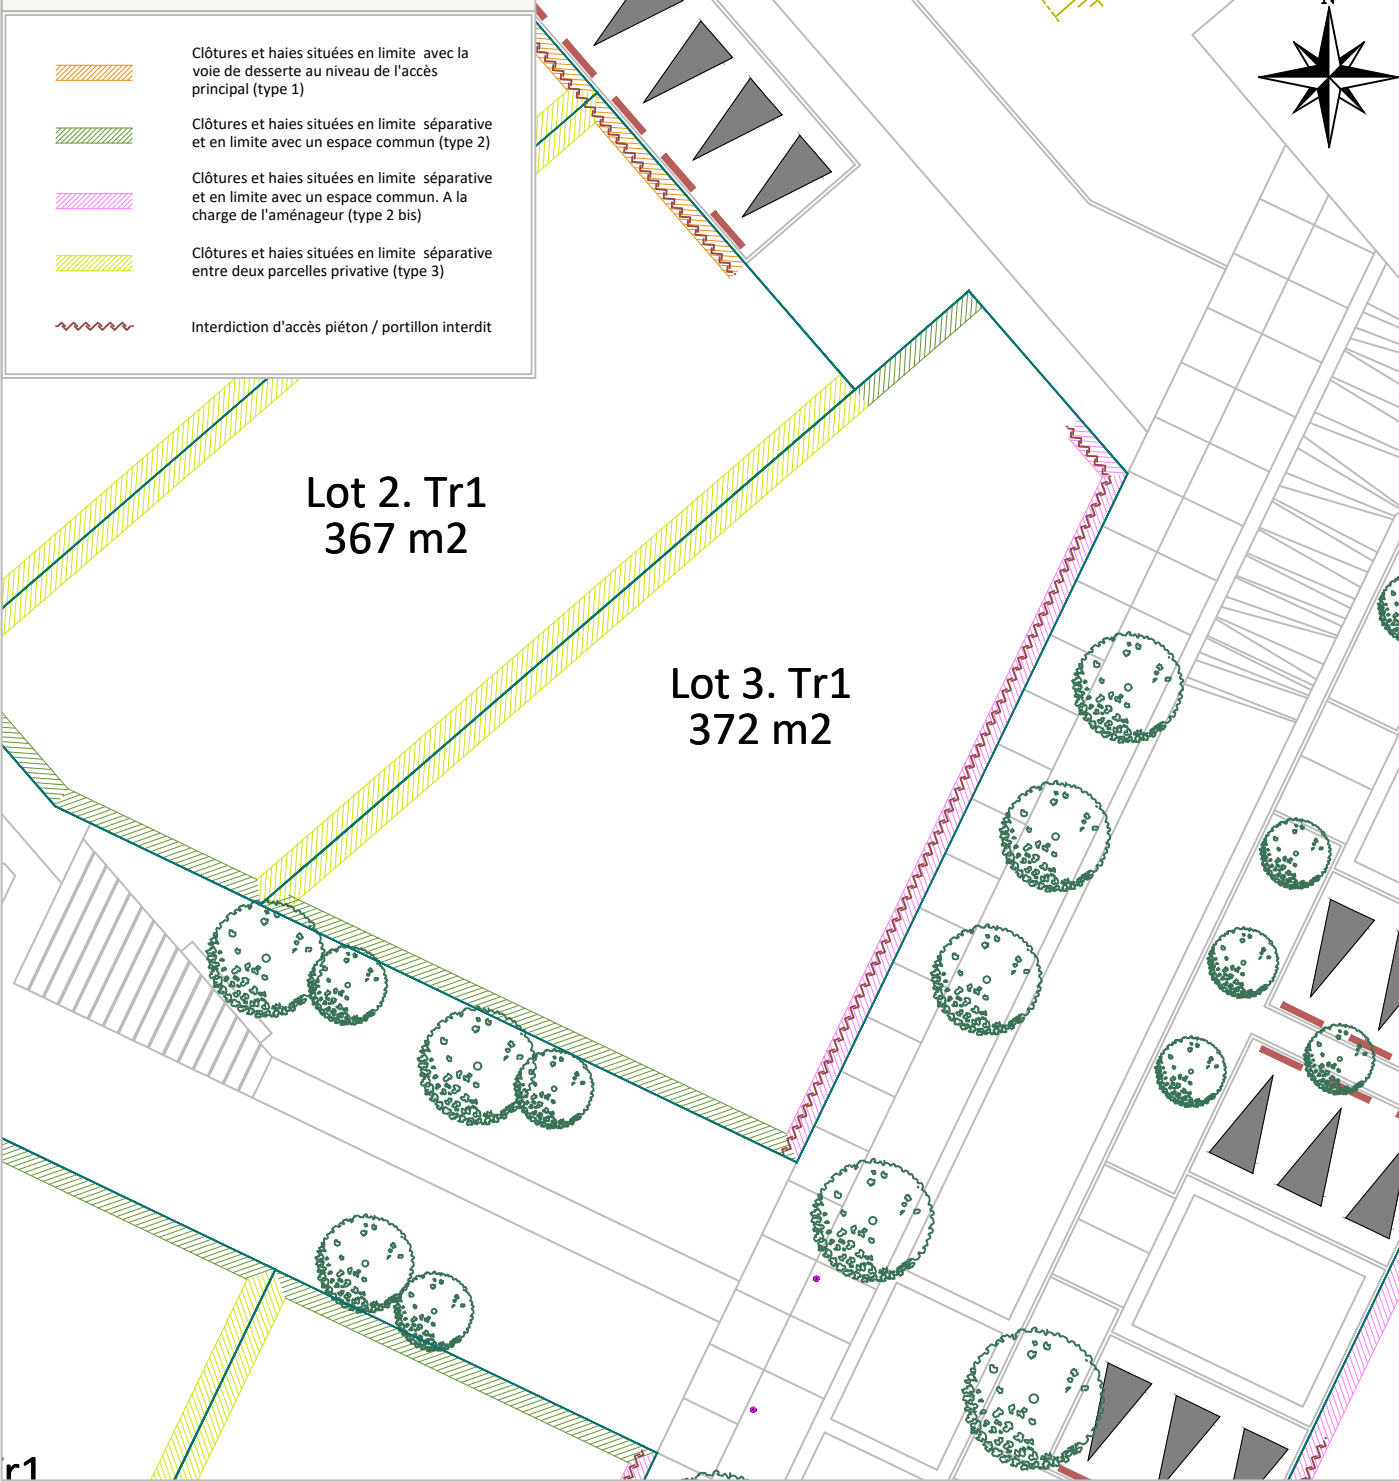 N
Clôtures et haies situées en limite avec la
voie de desserte au niveau de l'accès
principal (type 1)
Clôtures et haies situées en limite séparative
et en limite avec un espace commun (type 2)
Clôtures et haies situées en limite séparative
et en limite avec un espace commun. A la
charge de l'aménageur (type 2 bis)
Clôtures et haies situées en limite séparative
entre deux parcelles privative (type 3)
Interdiction d'accès piéton / portillon interdit
Lot 2. Tr1
367 m2
Lot 3. Tr1
372 m2
r1